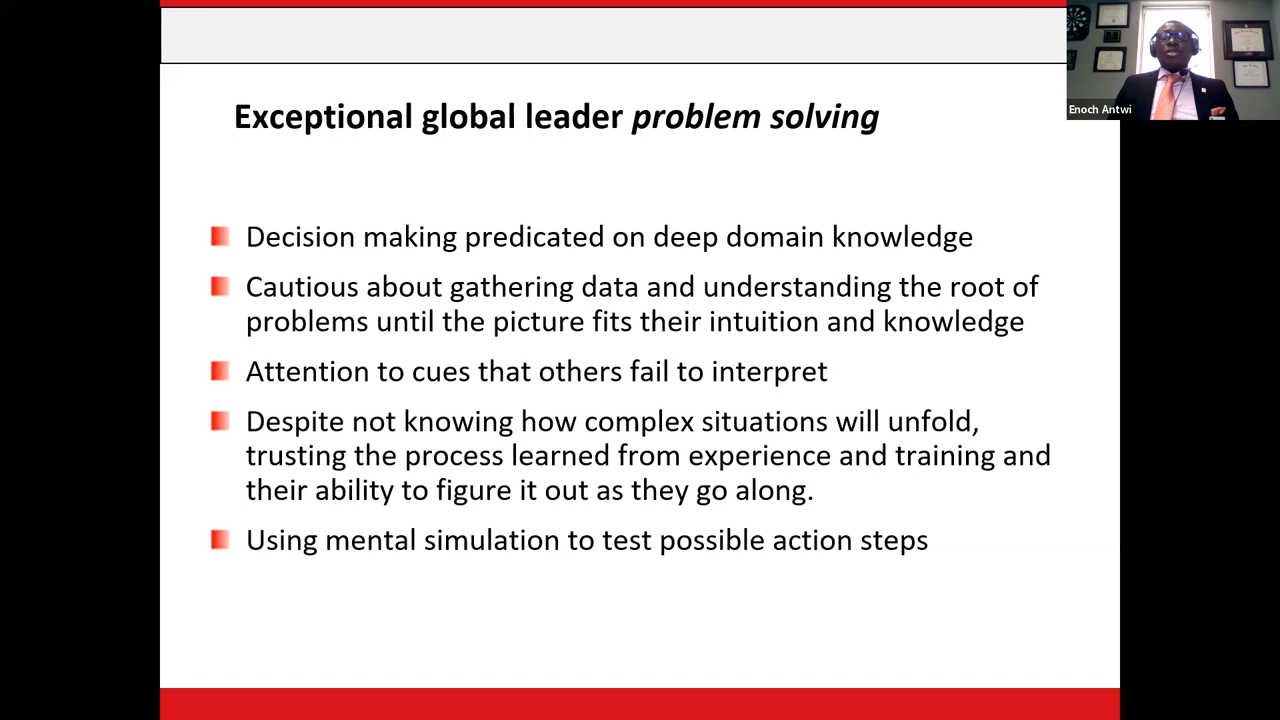 Exceptional global leader problem solving
Enoch Antwi
Decision making predicated on deep domain knowledge
Cautious about gathering data and understanding the root of
problems until the picture fits their intuition and knowledge
Attention to cues that others fail to interpret
Despite not knowing how complex situations will unfold,
trusting the process learned from experience and training and
their ability to figure it out as they go along.
Using mental simulation to test possible action steps